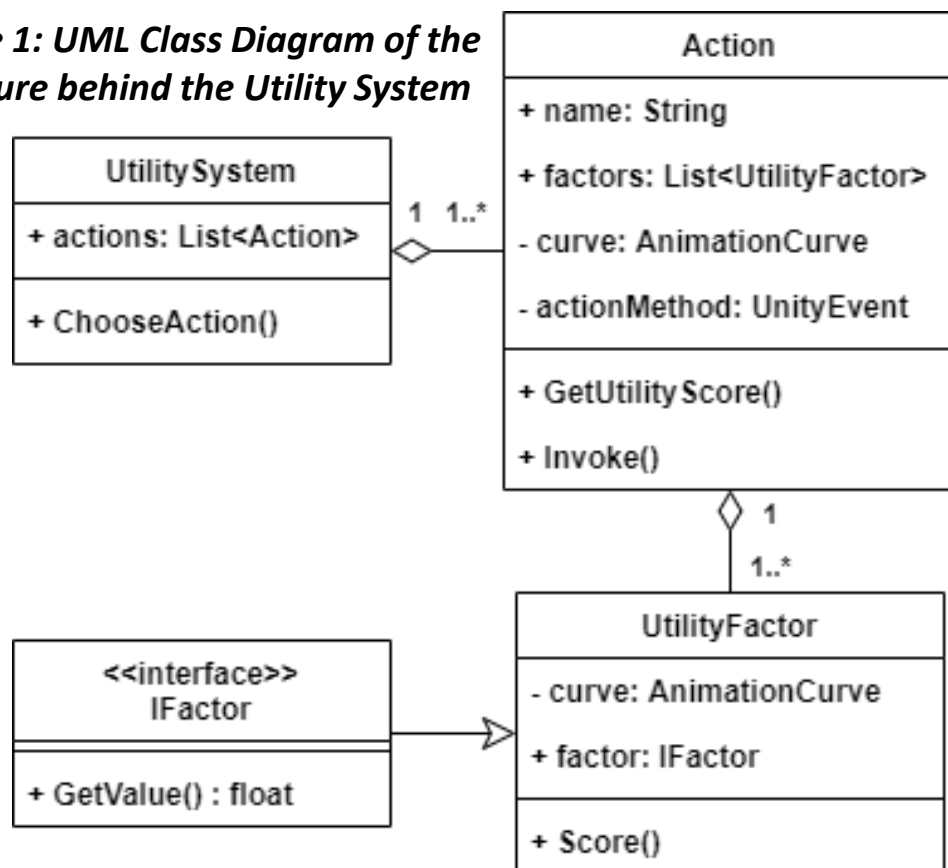 1: UML Class Diagram of the
behind the Utility System
UtilitySystem
+ actions: List<Action>
+ ChooseAction()
1 1..*
Action
+ name: String
+ factors: List<UtilityFactor>
- curve: AnimationCurve
- actionMethod: UnityEvent
+ GetUtilityScore()
+ Invoke()
1
1..*
<<interface>>
IFactor
+ GetValue() : float
UtilityFactor
- curve: AnimationCurve
+ factor: IFactor
+ Score()